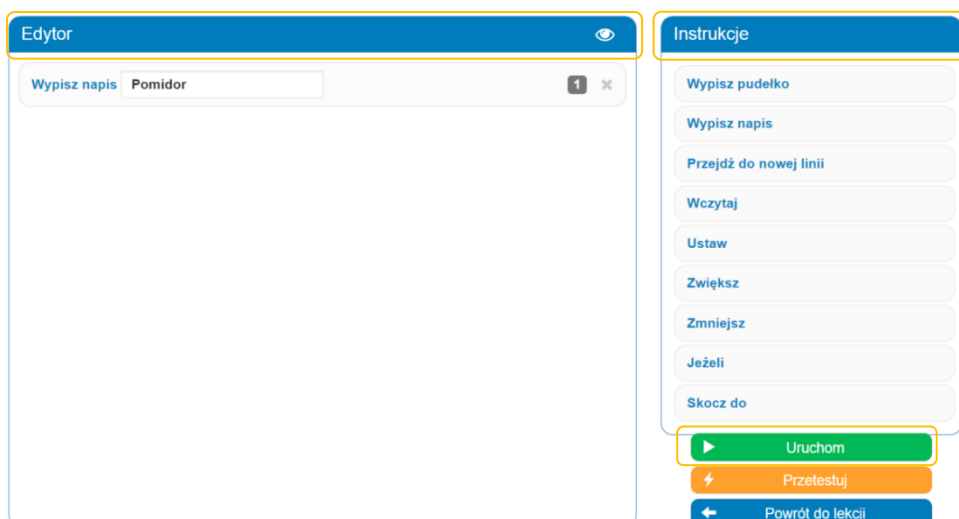 Edytor
Wypisz napis Pomidor 1
Instrukcje
Wypisz pudełko
Wypisz napis
Przejdź do nowej linii
Wczytaj
Ustaw
Zwiększ
Zmniejsz
Jeżeli
Skocz do
Uruchom
Przetestuj
Powrót do lekcji